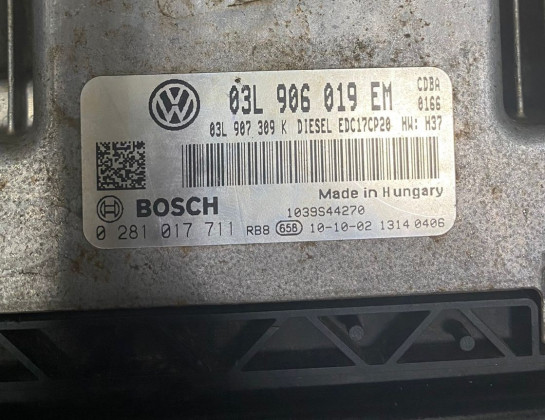 03L 906 019 EM CDBA
0166
03L 907 309 K DIESEL EDC17CP20 HW: H37
Made in Hungary
BOSCH 1039S44270
0 281 017 711 RB8 658 10-10-02 1314 0406